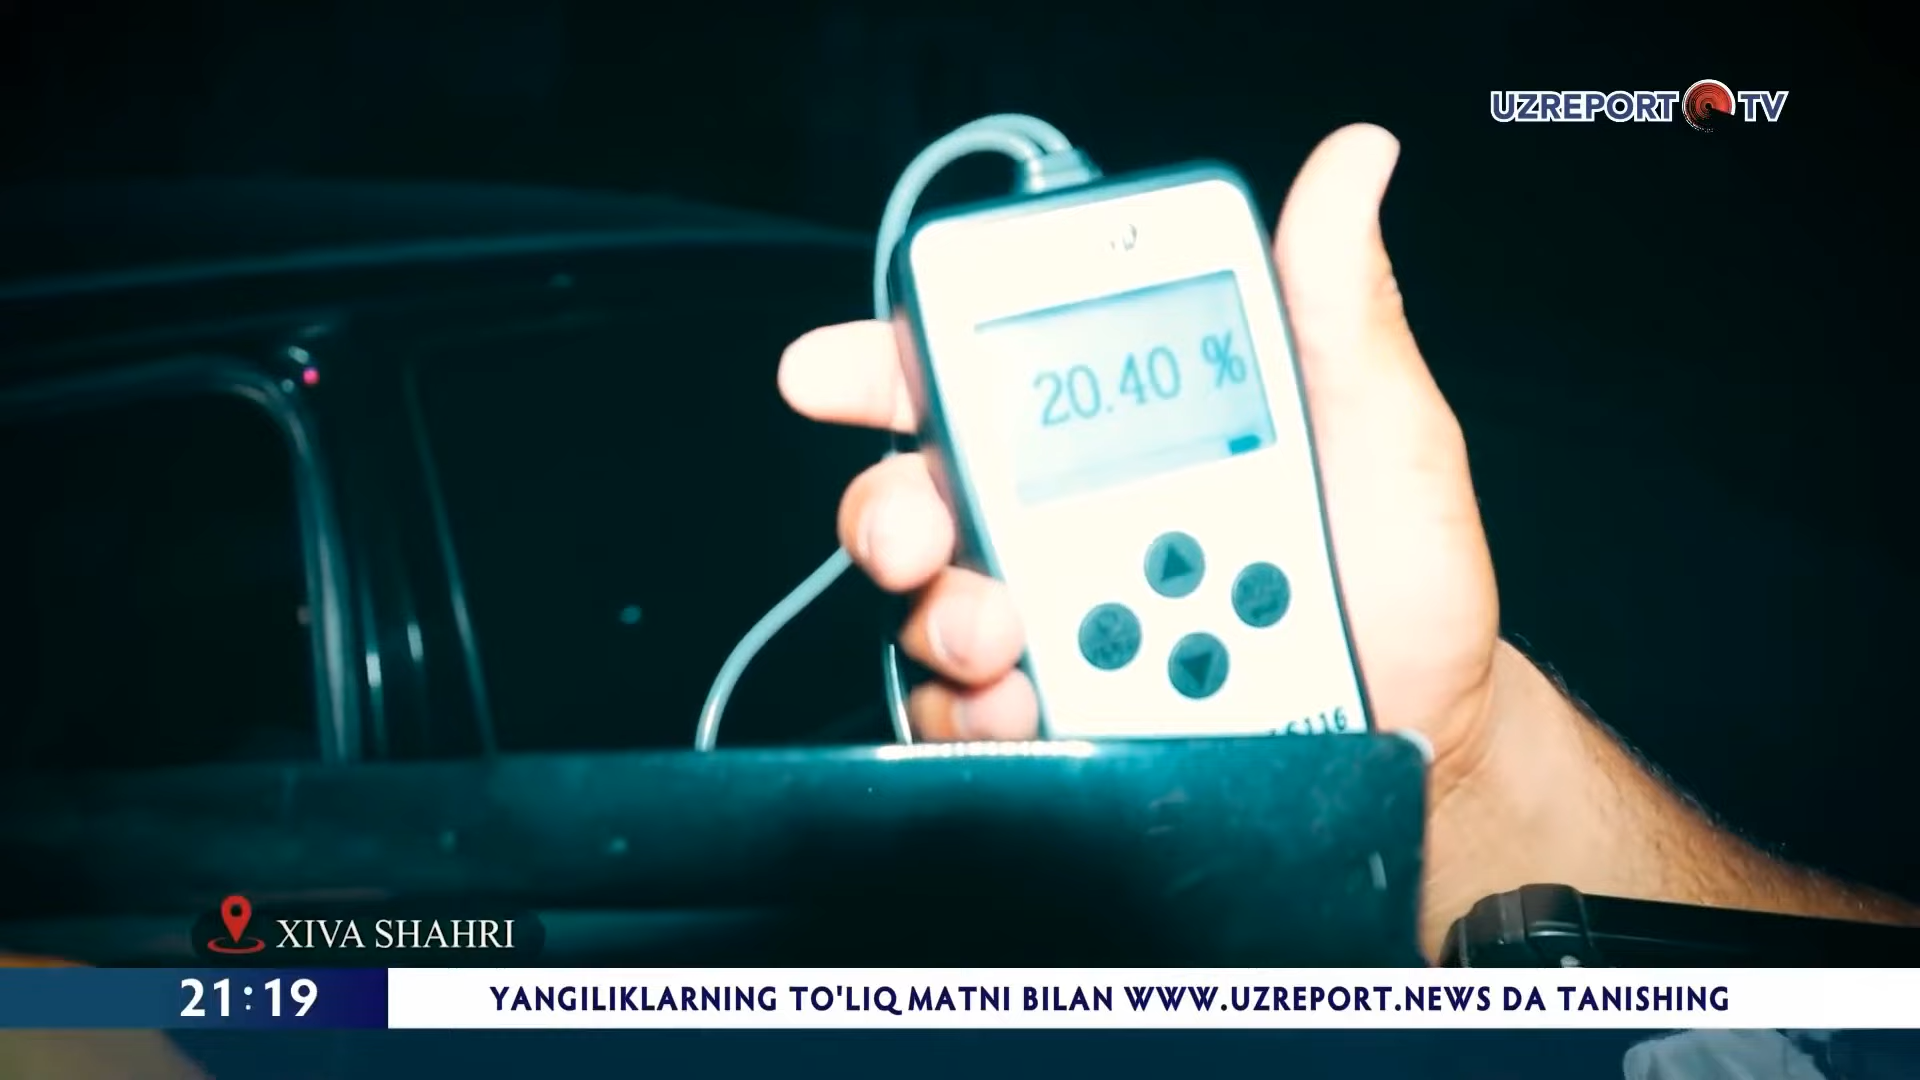 UZREPORT TV
20.40 %
XIVA SHAHRI
21:19
YANGILIKLARNING TO'LIQ MATNI BILAN WWW.UZREPORT.NEWS DA TANISHING